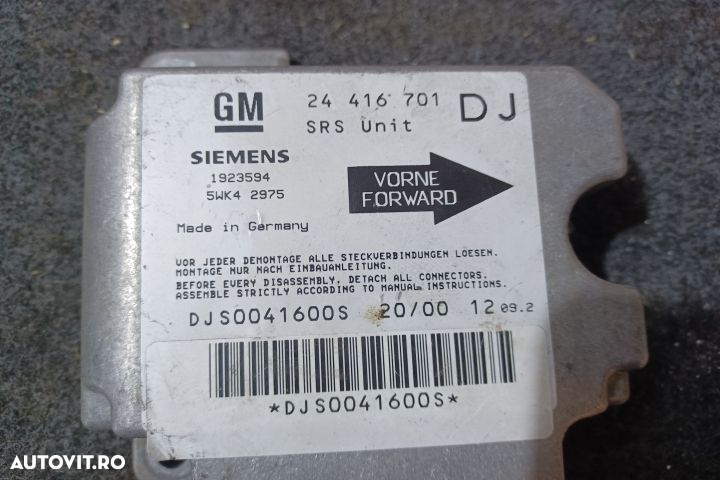 GM
24 416 701 DJ
SRS Unit
SIEMENS
1923594
5WK4 2975
VORNE
FORWARD
Made in Germany
VOR JEDER DEMONTAGE ALLE STECKVERBINDUNGEN LOESEN.
MONTAGE NUR NACH EINBAUANLEITUNG.
BEFORE EVERY DISASSEMBLY, DETACH ALL CONNECTORS.
ASSEMBLE STRICTLY ACCORDING TO MANUAL INSTRUCTIONS.
DJS0041600S 20/00 12 09.2
*DJS0041600S*
AUTOVIT.RO
AUTOVIT.RO